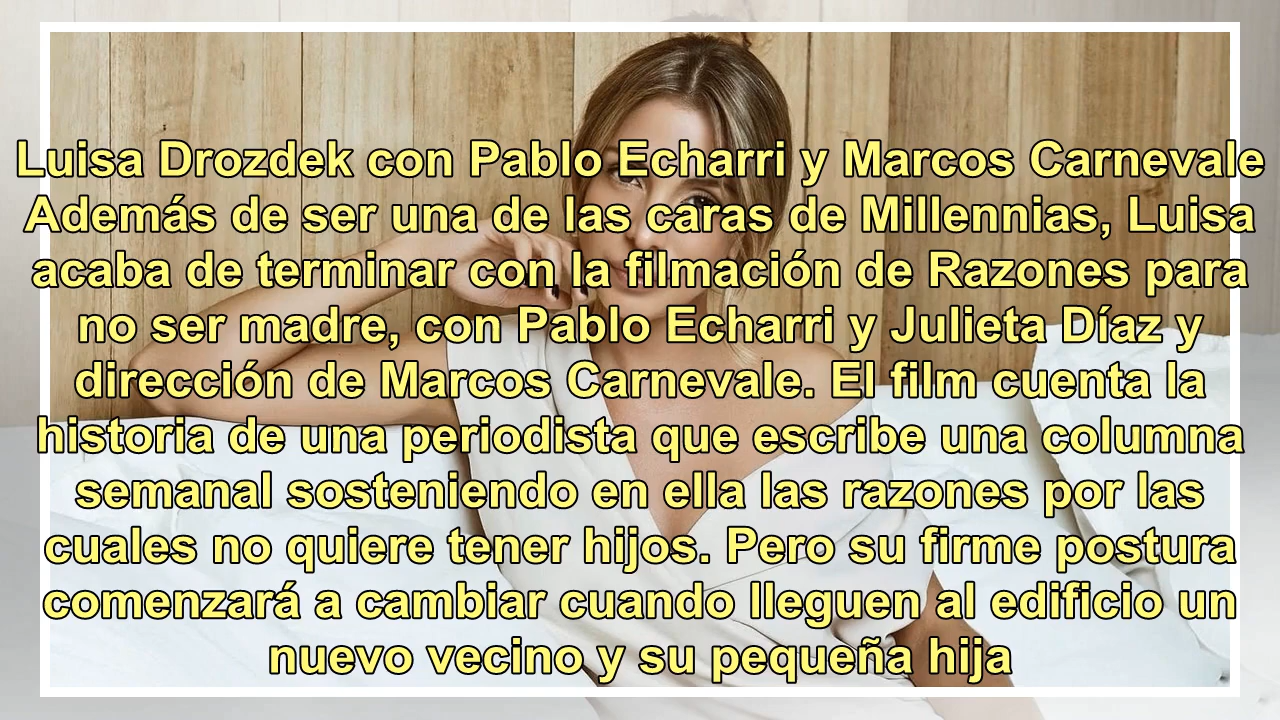 Luisa Drozdek con Pablo Echarri y Marcos Carnevale
Además de ser una de las caras de Millennias, Luisa
acaba de terminar con la filmación de Razones para
no ser madre, con Pablo Echarri y Julieta Díaz y
dirección de Marcos Carnevale. El film cuenta la
historia de una periodista que escribe una columna
semanal sosteniendo en ella las razones por las
cuales no quiere tener hijos. Pero su firme postura
comenzará a cambiar cuando lleguen al edificio un
nuevo vecino y su pequeña hija